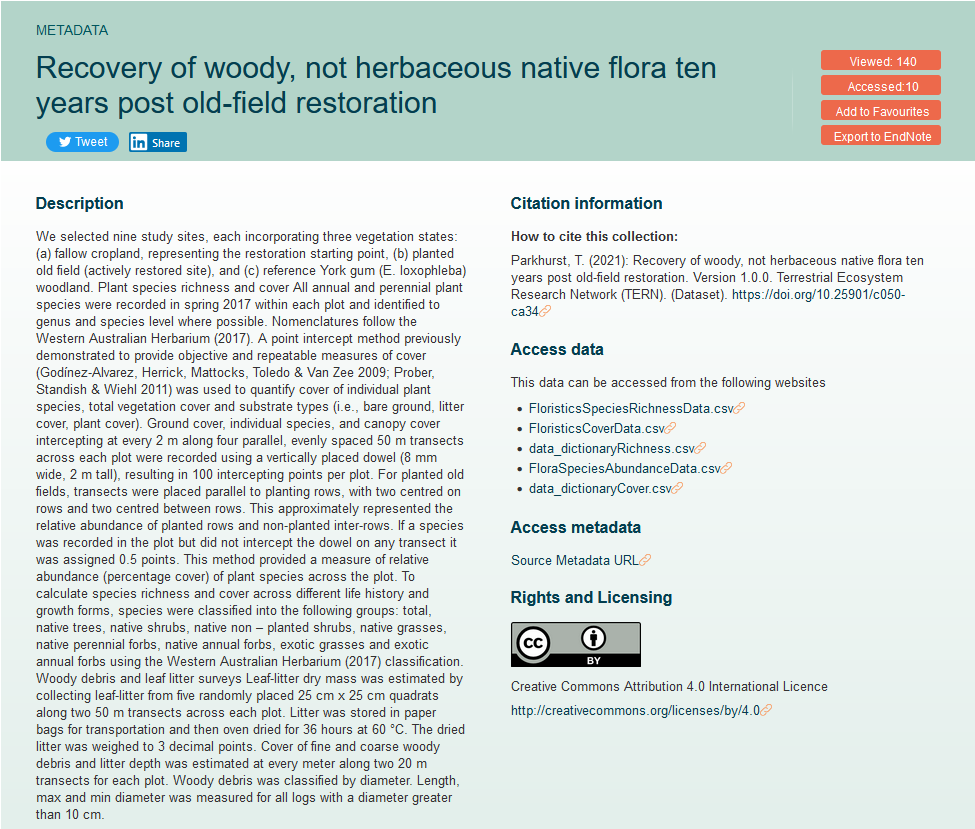 METADATA
Recovery of woody, not herbaceous native flora ten
years post old-field restoration
Tweet
in Share
Viewed: 140
Accessed:10
Add to Favourites
Export to EndNote
Description
We selected nine study sites, each incorporating three vegetation states:
(a) fallow cropland, representing the restoration starting point, (b) planted
old field (actively restored site), and (c) reference York gum (E. loxophleba)
woodland. Plant species richness and cover All annual and perennial plant
species were recorded in spring 2017 within each plot and identified to
genus and species level where possible. Nomenclatures follow the
Western Australian Herbarium (2017). A point intercept method previously
demonstrated to provide objective and repeatable measures of cover
(Godínez-Alvarez, Herrick, Mattocks, Toledo & Van Zee 2009; Prober,
Standish & Wiehl 2011) was used to quantify cover of individual plant
species, total vegetation cover and substrate types (i.e., bare ground, litter
cover, plant cover). Ground cover, individual species, and canopy cover
intercepting at every 2 m along four parallel, evenly spaced 50 m transects
across each plot were recorded using a vertically placed dowel (8 mm
wide, 2 m tall), resulting in 100 intercepting points per plot. For planted old
fields, transects were placed parallel to planting rows, with two centred on
rows and two centred between rows. This approximately represented the
relative abundance of planted rows and non-planted inter-rows. If a species
was recorded in the plot but did not intercept the dowel on any transect it
was assigned 0.5 points. This method provided a measure of relative
abundance (percentage cover) of plant species across the plot. To
calculate species richness and cover across different life history and
growth forms, species were classified into the following groups: total,
native trees, native shrubs, native non – planted shrubs, native grasses,
native perennial forbs, native annual forbs, exotic grasses and exotic
annual forbs using the Western Australian Herbarium (2017) classification.
Woody debris and leaf litter surveys Leaf-litter dry mass was estimated by
collecting leaf-litter from five randomly placed 25 cm x 25 cm quadrats
along two 50 m transects across each plot. Litter was stored in paper
bags for transportation and then oven dried for 36 hours at 60 °C. The dried
litter was weighed to 3 decimal points. Cover of fine and coarse woody
debris and litter depth was estimated at every meter along two 20 m
transects for each plot. Woody debris was classified by diameter. Length,
max and min diameter was measured for all logs with a diameter greater
than 10 cm.
Citation information
How to cite this collection:
Parkhurst, T. (2021): Recovery of woody, not herbaceous native flora ten
years post old-field restoration. Version 1.0.0. Terrestrial Ecosystem
Research Network (TERN). (Dataset). https://doi.org/10.25901/c050-
ca34
Access data
This data can be accessed from the following websites
• FloristicsSpeciesRichnessData.csv
• FloristicsCoverData.csv
• data_dictionaryRichness.csv
• FloraSpeciesAbundanceData.csv
• data_dictionaryCover.csv
Access metadata
Source Metadata URL
Rights and Licensing
cc
BY
Creative Commons Attribution 4.0 International Licence
http://creativecommons.org/licenses/by/4.0